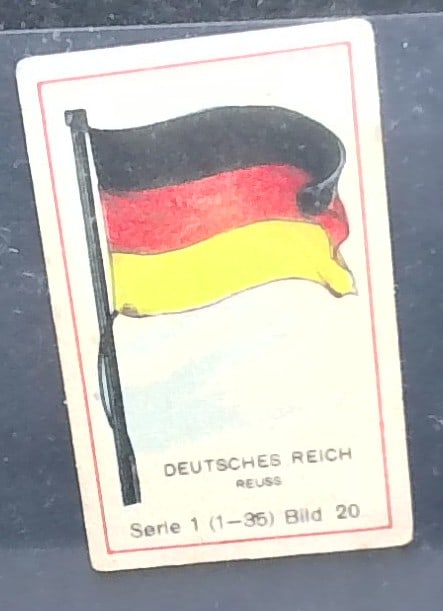 DEUTSCHES REICH
REUSS
Serie 1 (1—35) Bild 20